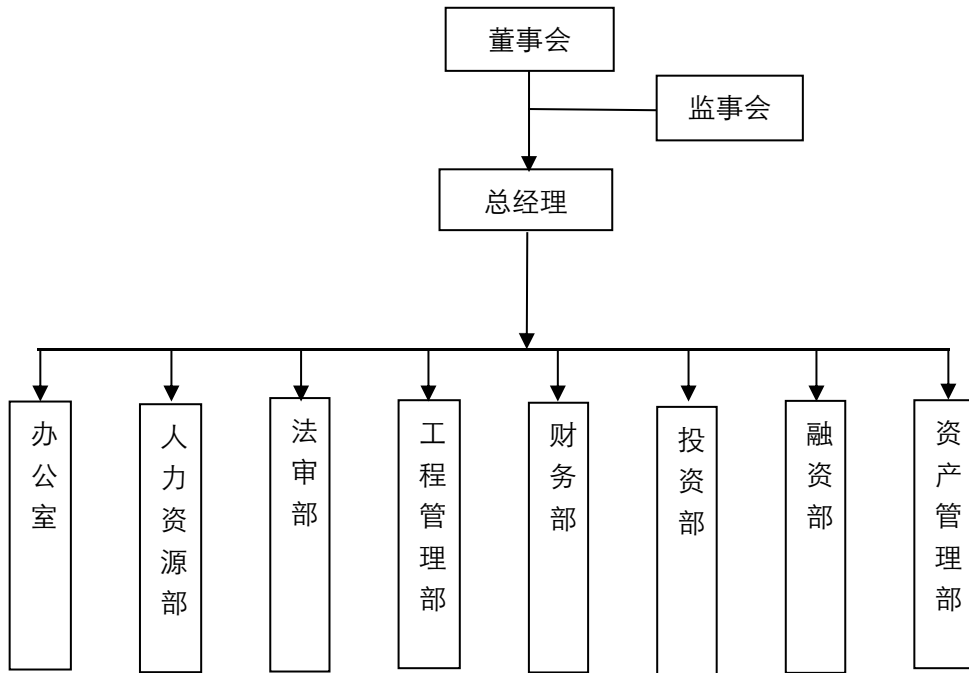 董事会
监事会
总经理
办公室
人力资源部
法审部
工程管理部
财务部
投资部
融资部
资产管理部